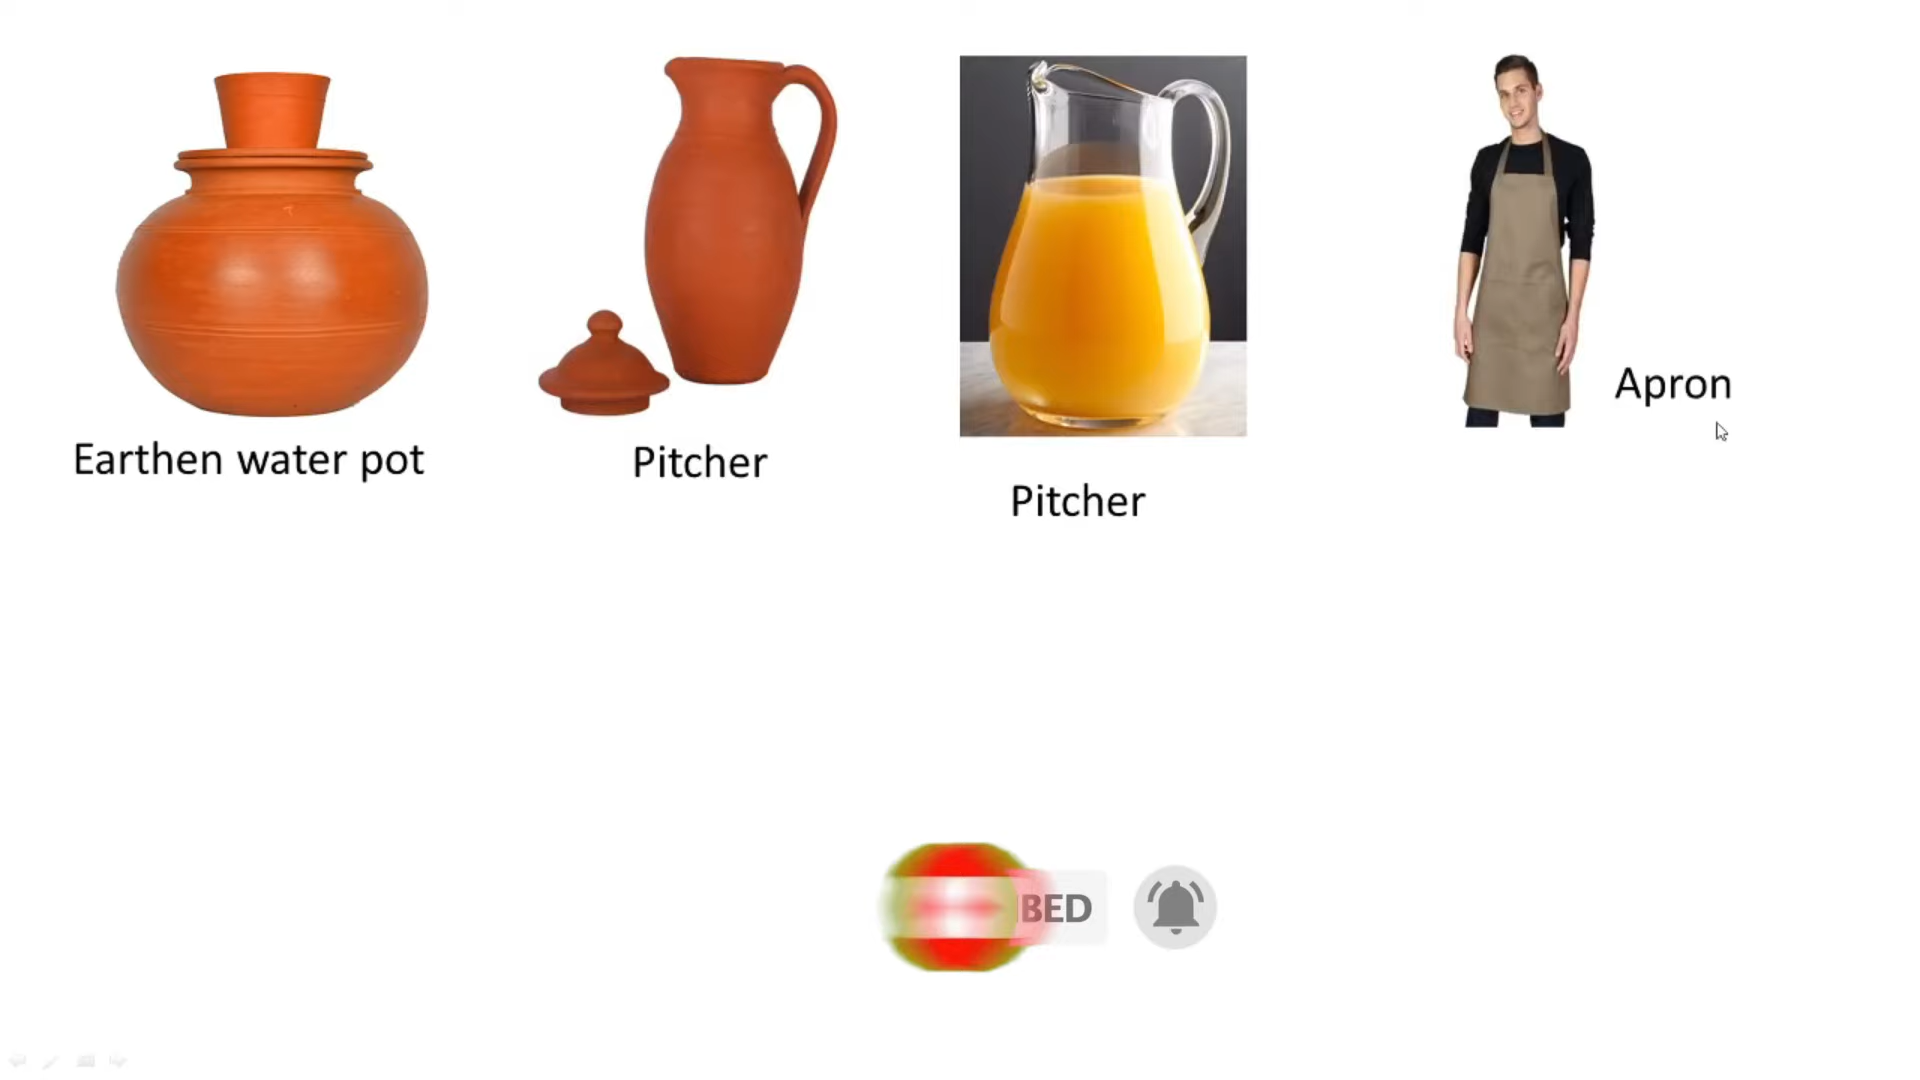 Earthen water pot
Pitcher
Pitcher
Apron
BED